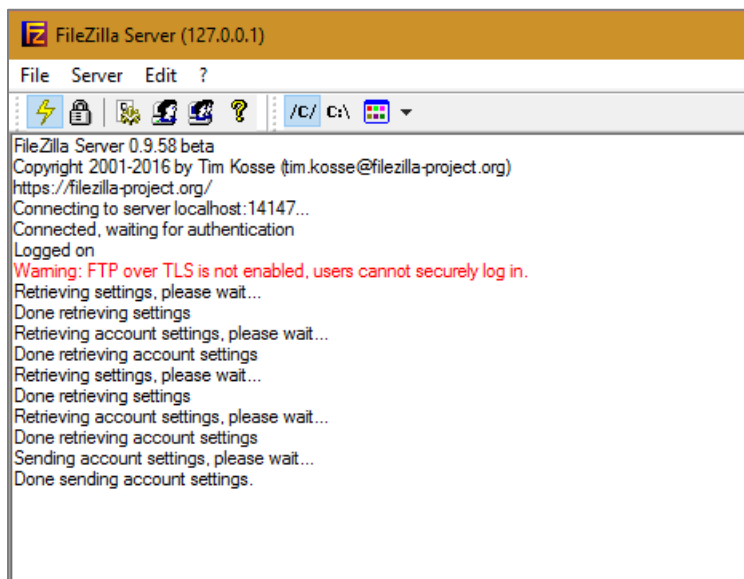 FileZilla Server (127.0.0.1)
File Server Edit ?
/C/ C:\
FileZilla Server 0.9.58 beta
Copyright 2001-2016 by Tim Kosse (tim.kosse@filezilla-project.org)
https://filezilla-project.org/
Connecting to server localhost:14147...
Connected, waiting for authentication
Logged on
Warning: FTP over TLS is not enabled, users cannot securely log in.
Retrieving settings, please wait...
Done retrieving settings
Retrieving account settings, please wait...
Done retrieving account settings
Retrieving settings, please wait...
Done retrieving settings
Retrieving account settings, please wait...
Done retrieving account settings
Sending account settings, please wait...
Done sending account settings.